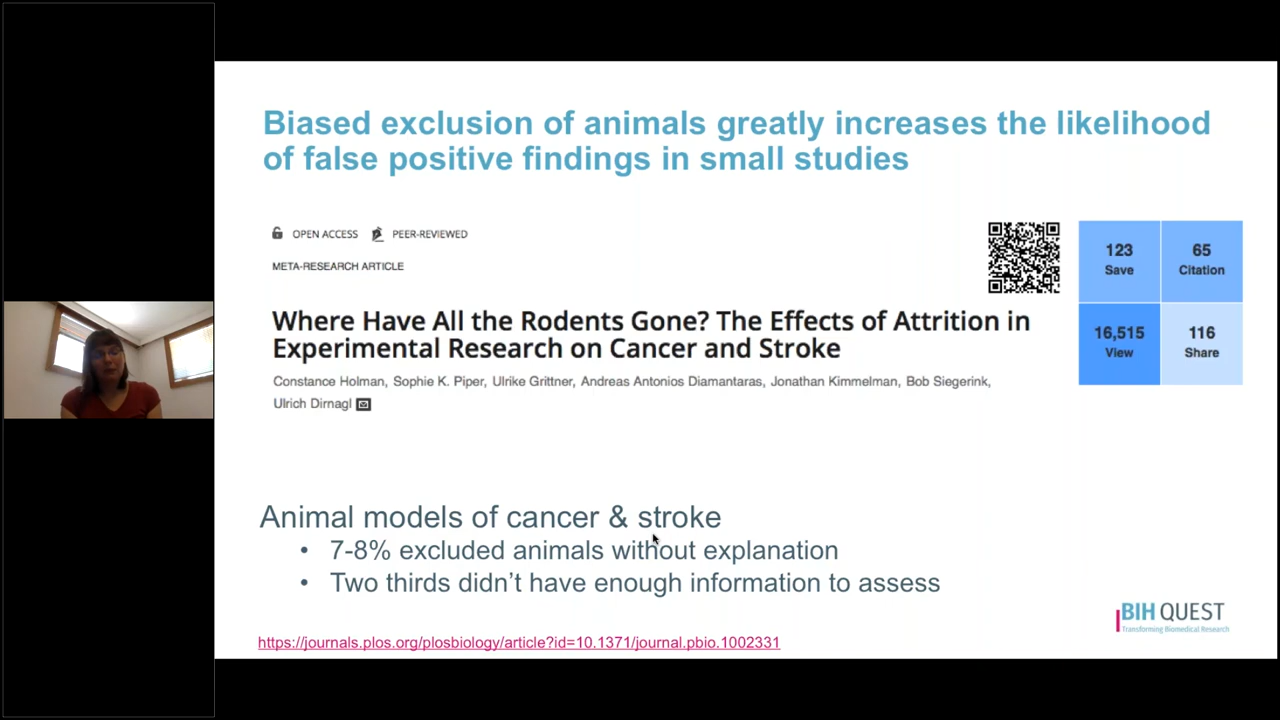 Biased exclusion of animals greatly increases the likelihood
of false positive findings in small studies
OPEN ACCESS PEER-REVIEWED
META-RESEARCH ARTICLE
Where Have All the Rodents Gone? The Effects of Attrition in
Experimental Research on Cancer and Stroke
Constance Holman, Sophie K. Piper, Ulrike Grittner, Andreas Antonios Diamantaras, Jonathan Kimmelman, Bob Siegerink,
Ulrich Dirnagl
123 65
Save Citation
16,515 116
View Share
Animal models of cancer & stroke
• 7-8% excluded animals without explanation
• Two thirds didn't have enough information to assess
https://journals.plos.org/plosbiology/article?id=10.1371/journal.pbio.1002331
BIH QUEST
Transforming Biomedical Research